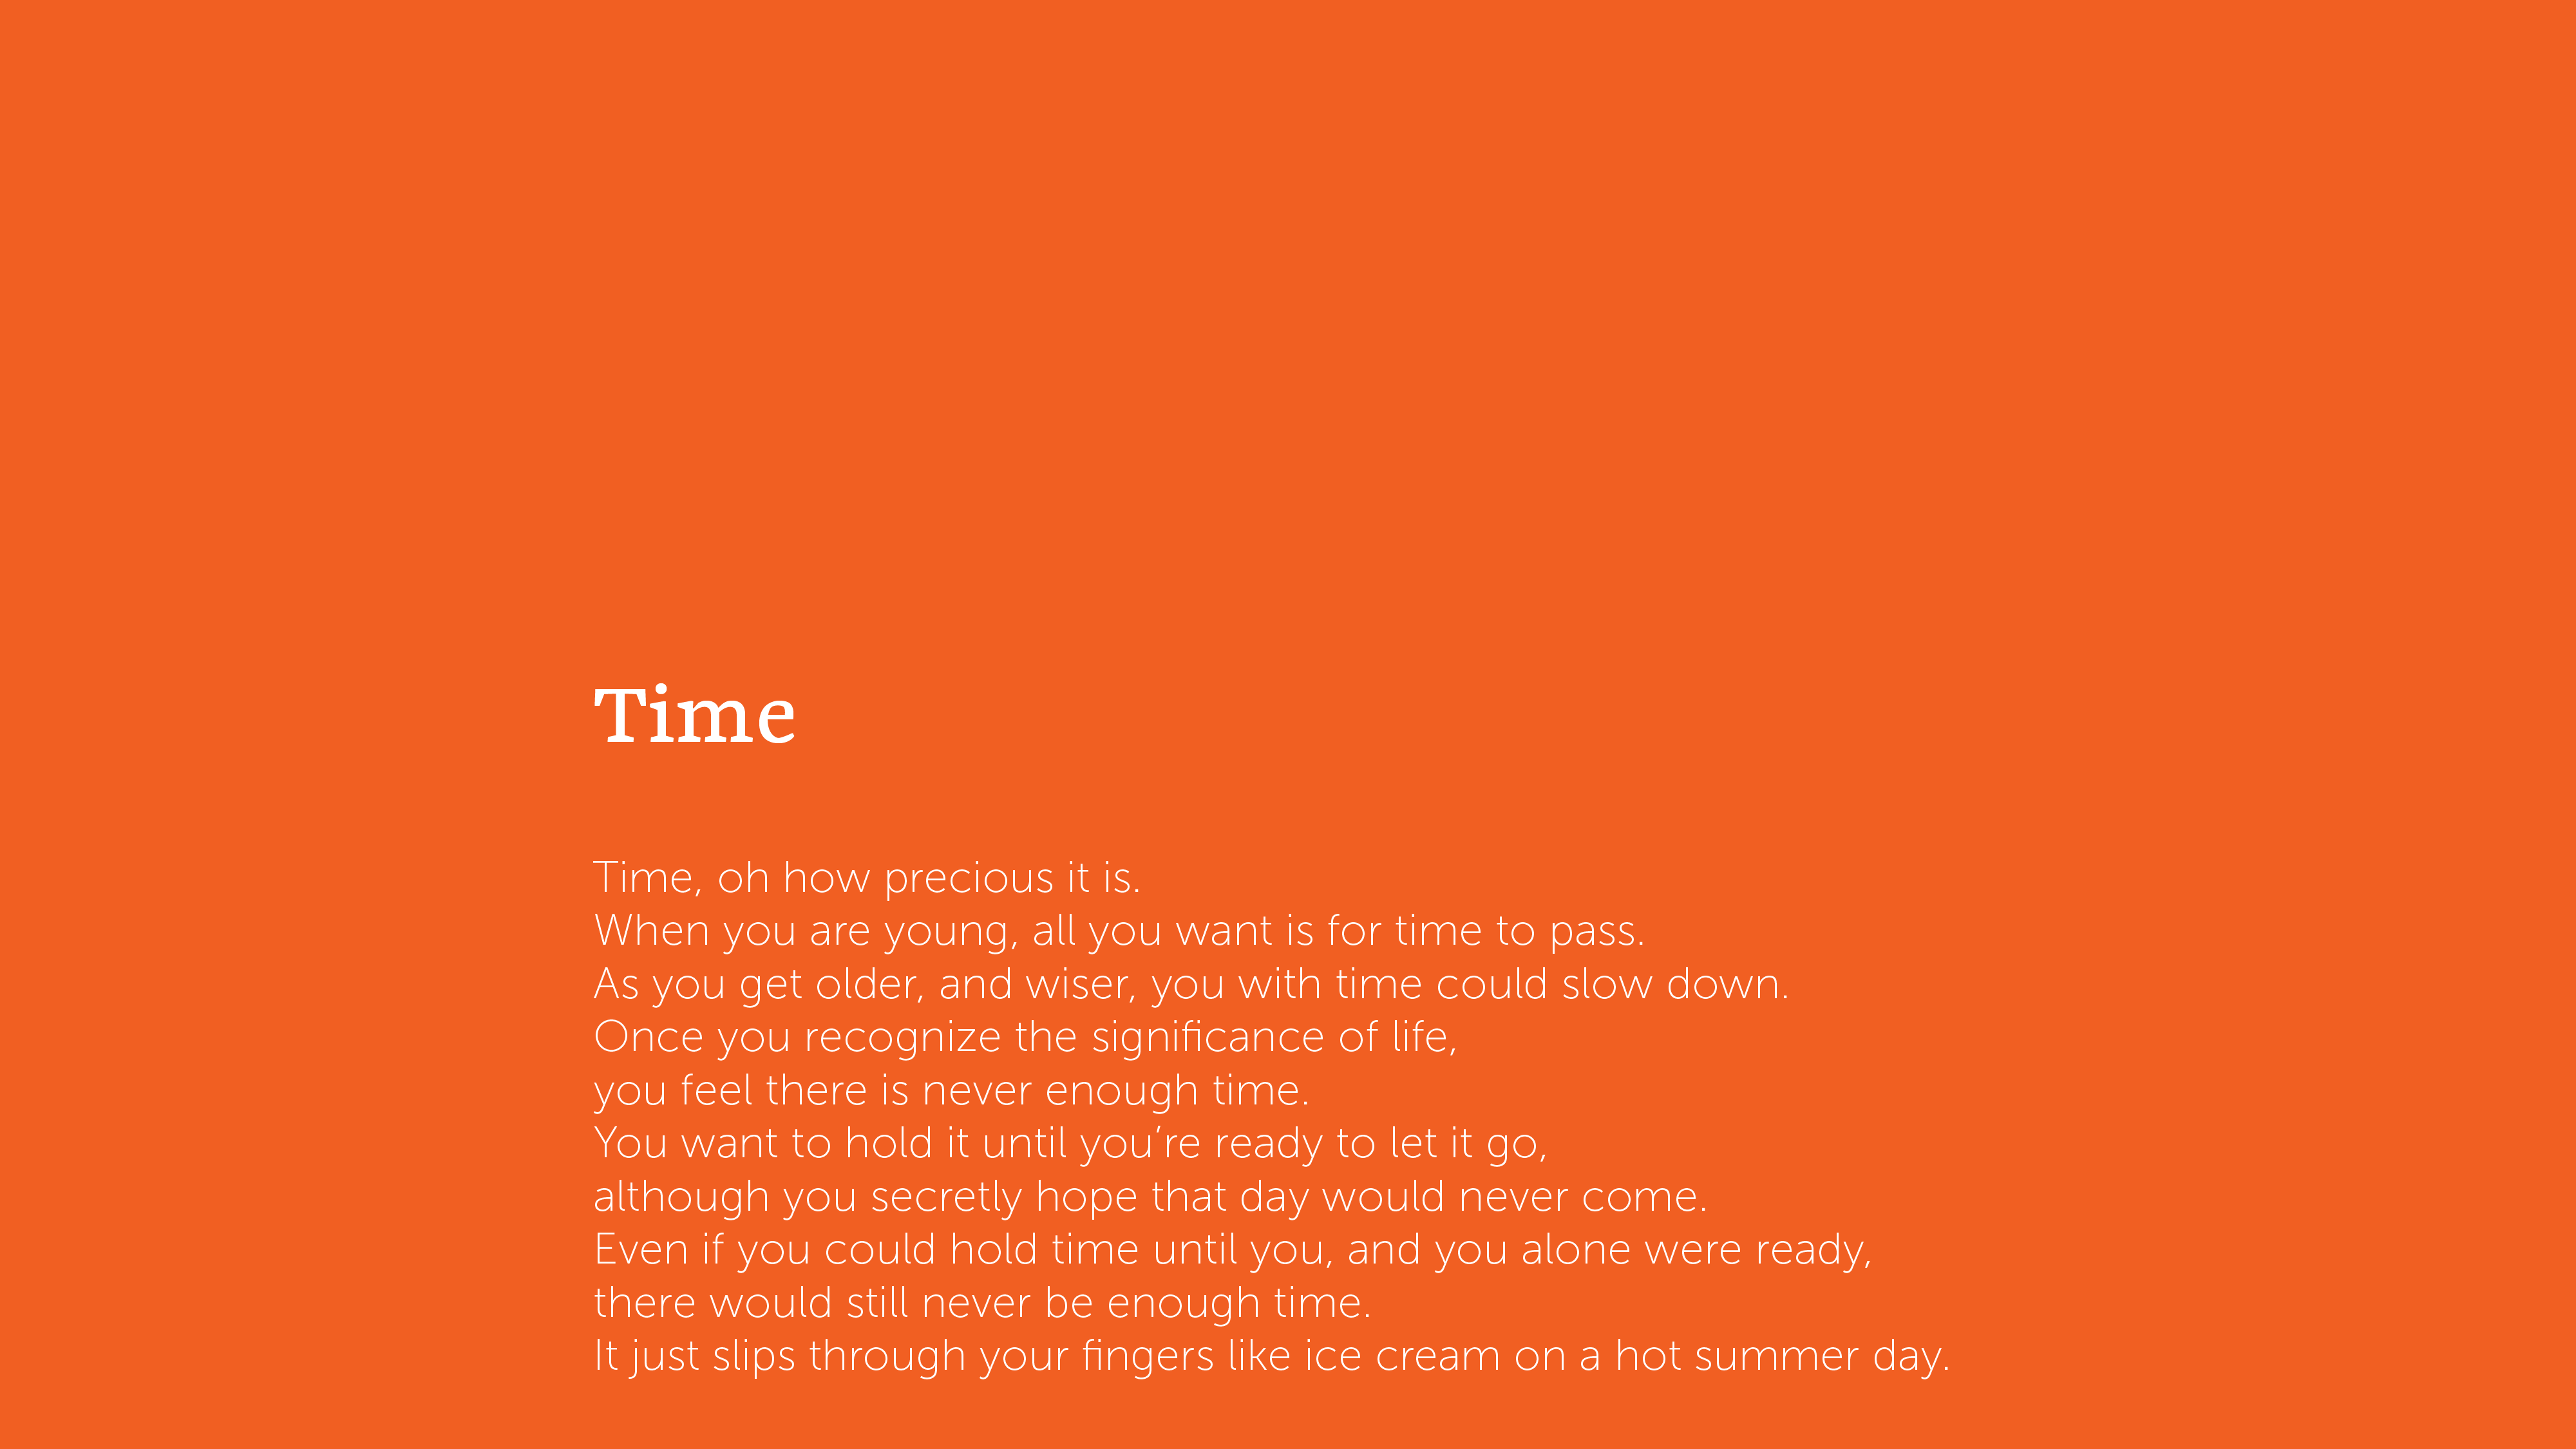 Time
Time, oh how precious it is.
When you are young, all you want is for time to pass.
As you get older, and wiser, you with time could slow down.
Once you recognize the significance of life,
you feel there is never enough time.
You want to hold it until you’re ready to let it go,
although you secretly hope that day would never come.
Even if you could hold time until you, and you alone were ready,
there would still never be enough time.
It just slips through your fingers like ice cream on a hot summer day.